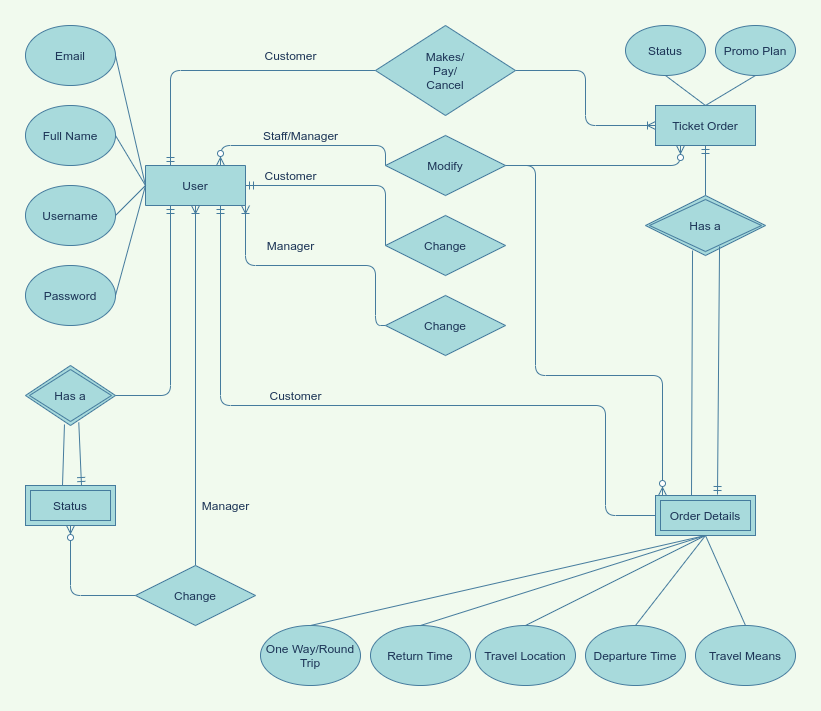 Email
Customer
Makes/
Pay/
Cancel
Status
Promo Plan
Full Name
Staff/Manager
Ticket Order
Modify
User
Customer
Username
Has a
Manager
Change
Password
Change
Has a
Customer
Status
Manager
Order Details
Change
One Way/Round
Trip
Return Time
Travel Location
Departure Time
Travel Means